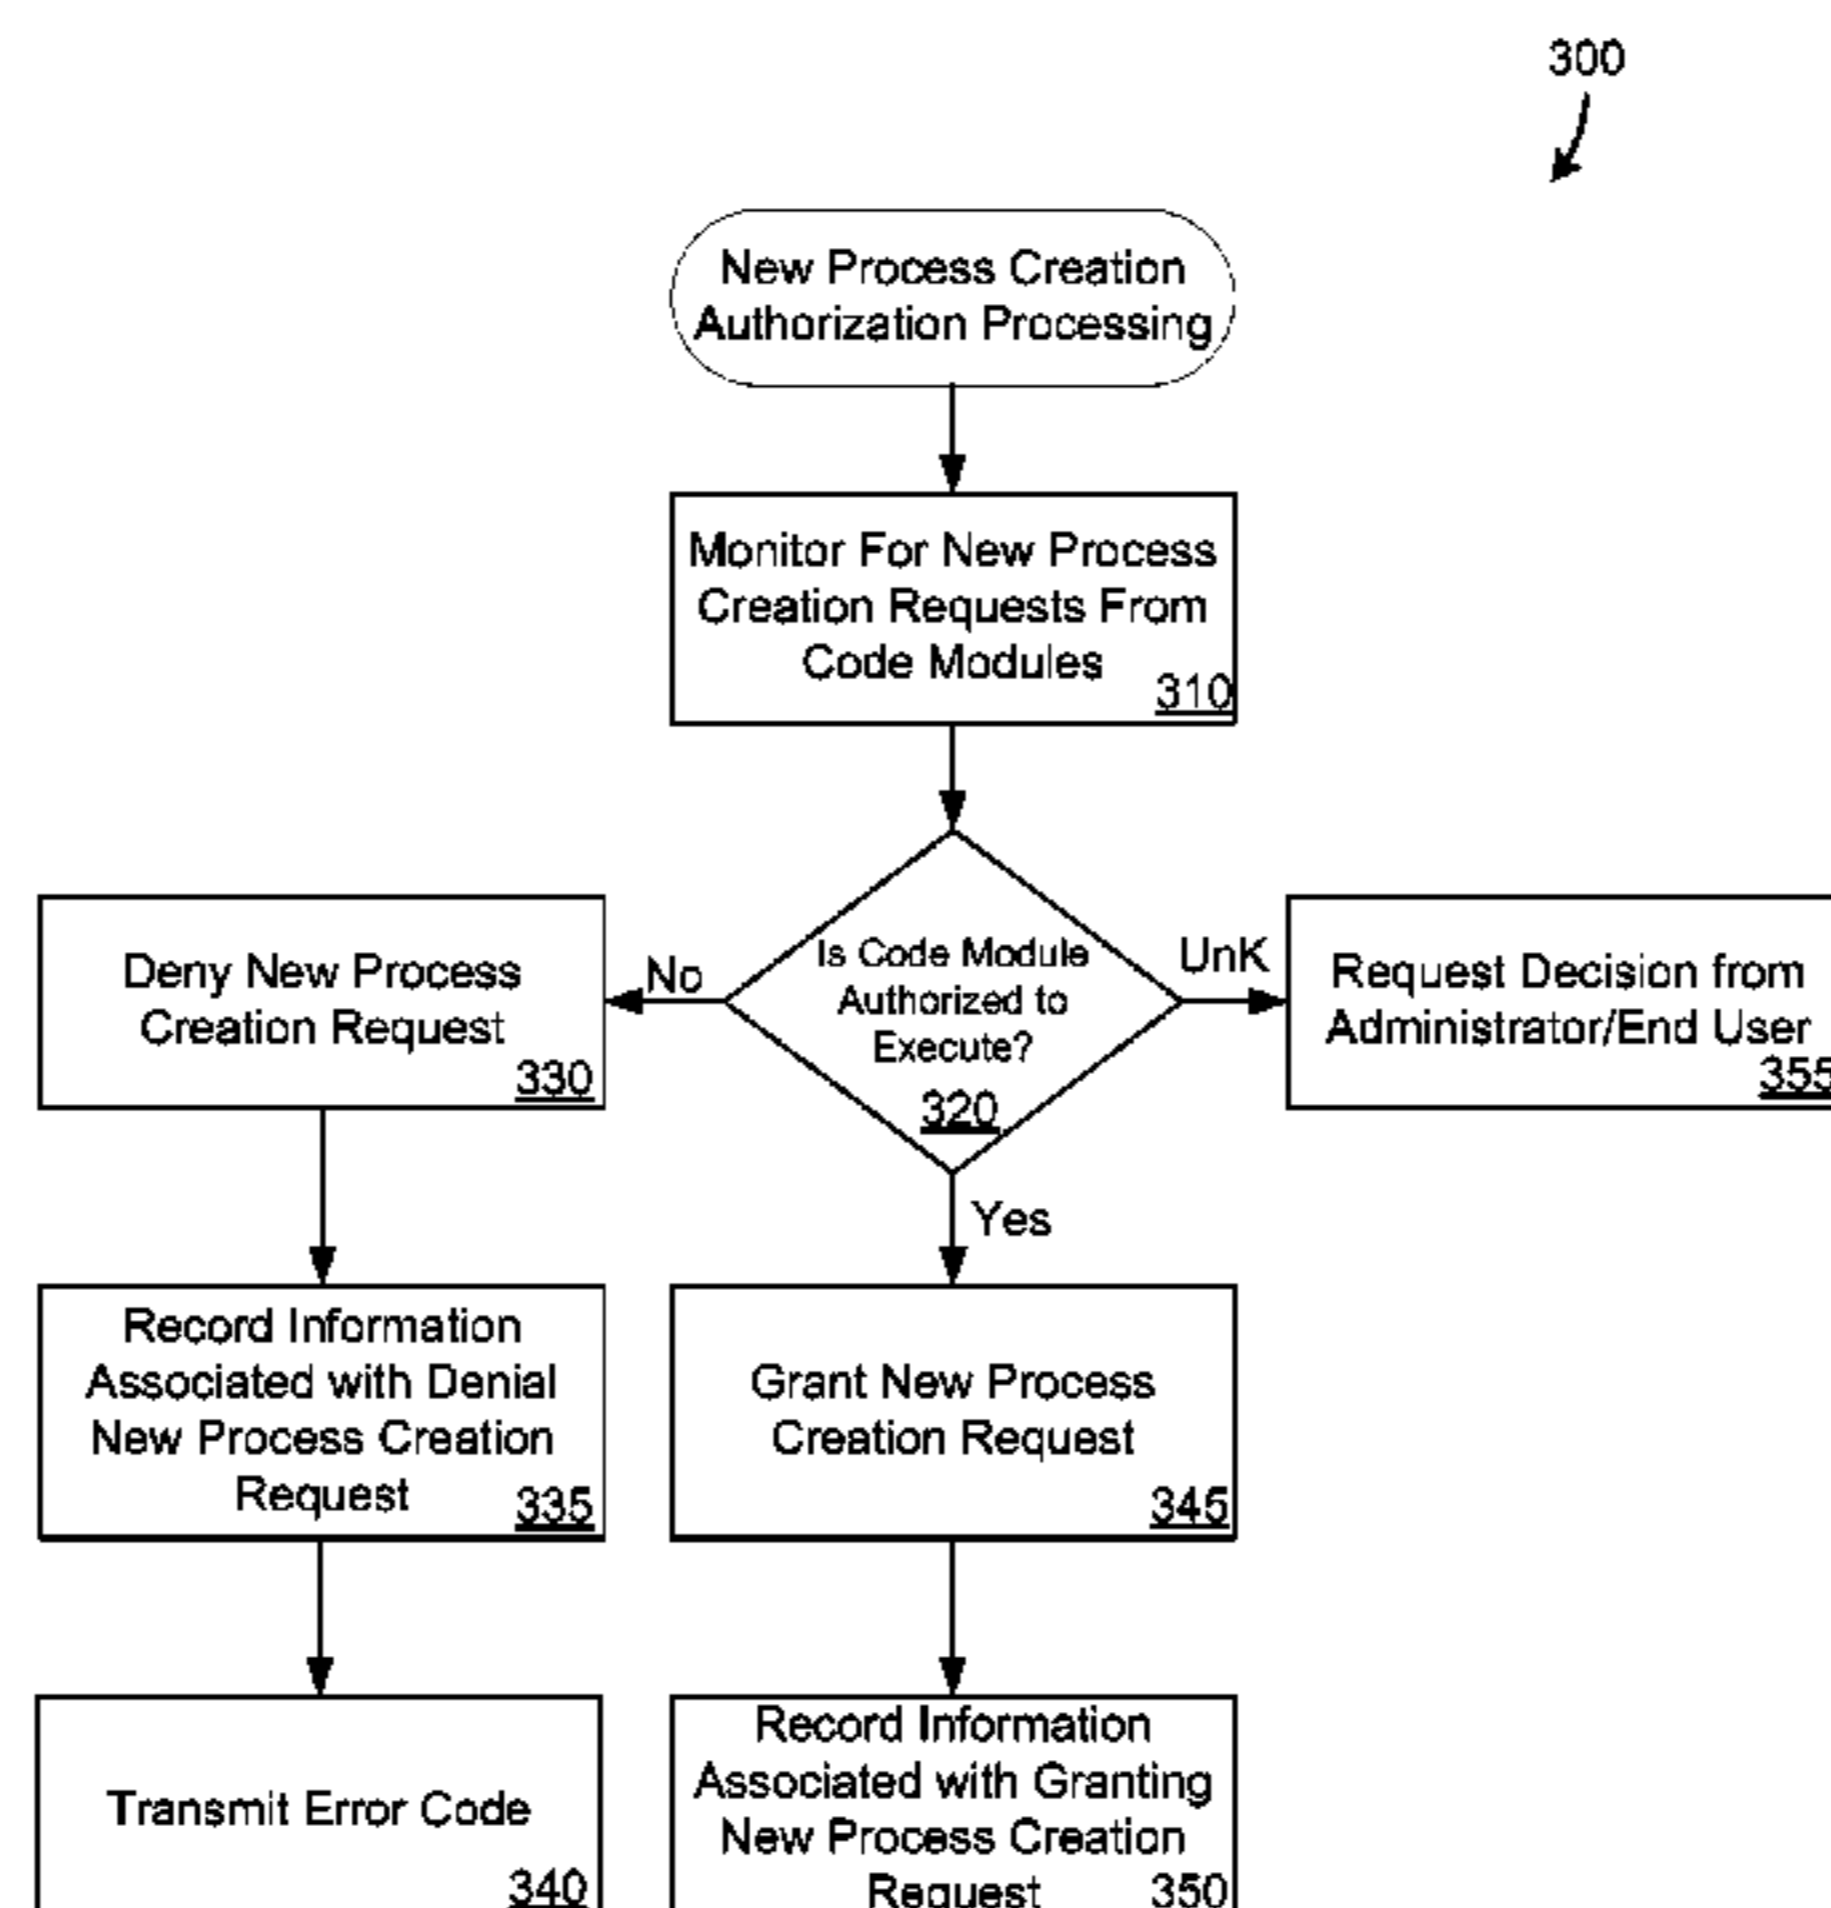 300
New Process Creation
Authorization Processing
Monitor For New Process
Creation Requests From
Code Modules
310
Is Code Module
Authorized to
Execute?
320
No
UnK
Yes
Deny New Process
Creation Request
330
Request Decision from
Administrator/End User
355
Record Information
Associated with Denial
New Process Creation
Request
335
Grant New Process
Creation Request
345
Transmit Error Code
340
Record Information
Associated with Granting
New Process Creation
Request
350